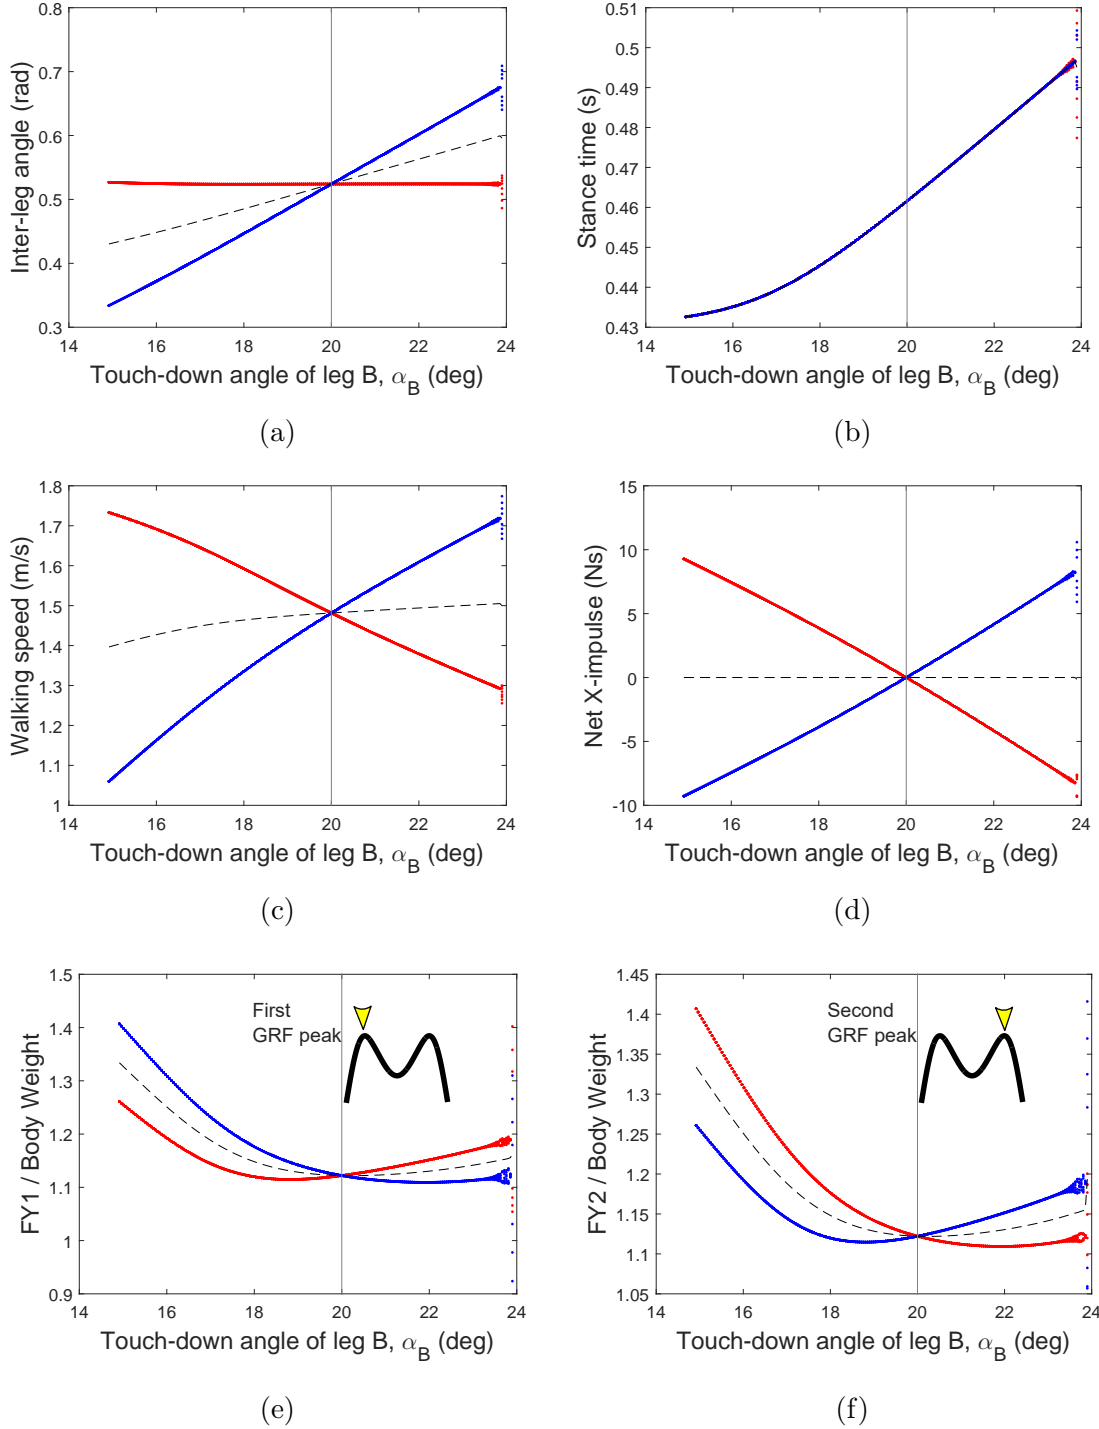 0.8
0.7
0.6
0.5
0.4
0.3
14 16 18 20 22 24
Inter-leg angle (rad)
Touch-down angle of leg B, α_B (deg)
(a)
0.51
0.5
0.49
0.48
0.47
0.46
0.45
0.44
0.43
14 16 18 20 22 24
Stance time (s)
Touch-down angle of leg B, α_B (deg)
(b)
1.8
1.7
1.6
1.5
1.4
1.3
1.2
1.1
1
14 16 18 20 22 24
Walking speed (m/s)
Touch-down angle of leg B, α_B (deg)
(c)
15
10
5
0
-5
-10
14 16 18 20 22 24
Net X-impulse (Ns)
Touch-down angle of leg B, α_B (deg)
(d)
1.5
1.4
1.3
1.2
1.1
1
0.9
14 16 18 20 22 24
FY1 / Body Weight
First
GRF peak
Touch-down angle of leg B, α_B (deg)
(e)
1.45
1.4
1.35
1.3
1.25
1.2
1.15
1.1
1.05
14 16 18 20 22 24
FY2 / Body Weight
Second
GRF peak
Touch-down angle of leg B, α_B (deg)
(f)